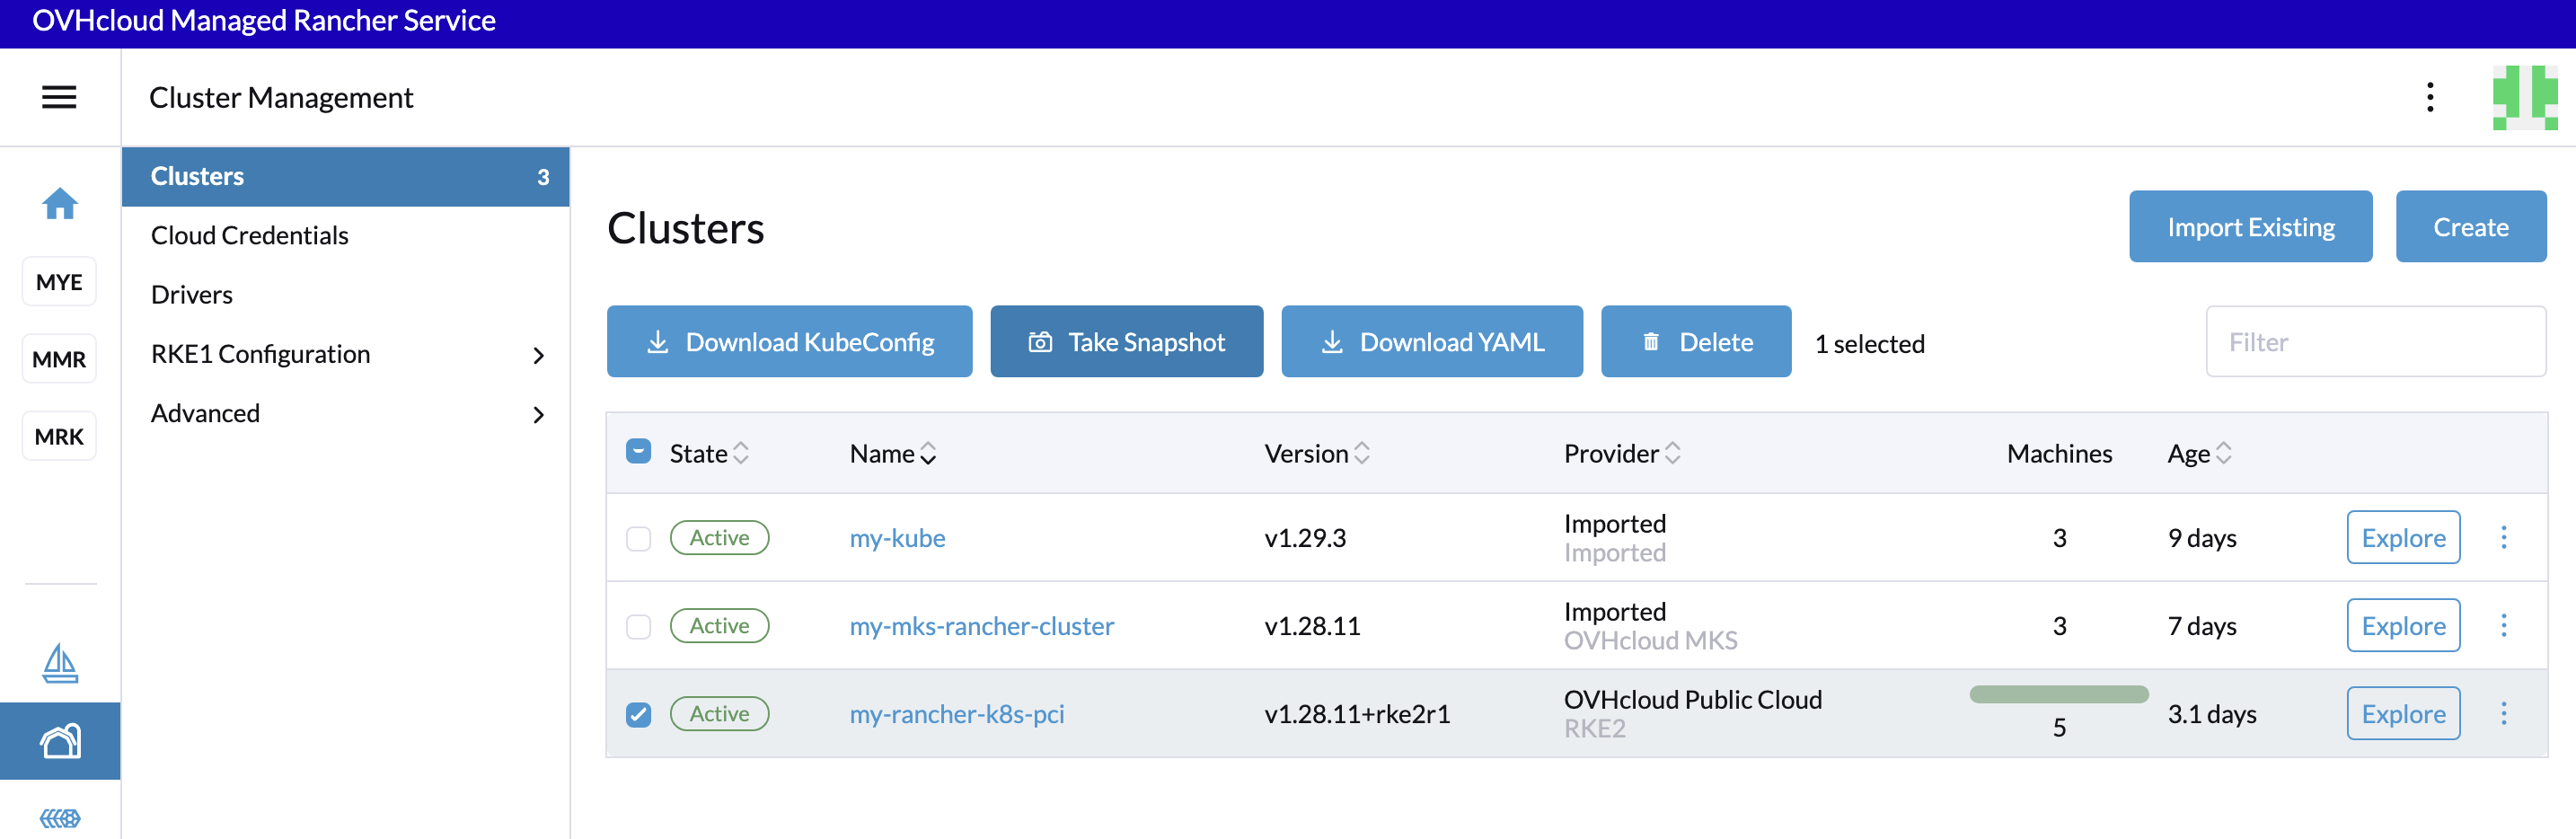 OVHcloud Managed Rancher Service
Cluster Management
Clusters 3
Cloud Credentials
Drivers
RKE1 Configuration
Advanced
MYE
MMR
MRK
Clusters
Import Existing Create
Download KubeConfig Take Snapshot Download YAML Delete 1 selected Filter
State Name Version Provider Machines Age
Active my-kube v1.29.3 Imported 3 9 days Explore
Imported
Active my-mks-rancher-cluster v1.28.11 Imported 3 7 days Explore
OVHcloud MKS
Active my-rancher-k8s-pci v1.28.11+rke2r1 OVHcloud Public Cloud 5 3.1 days Explore
RKE2